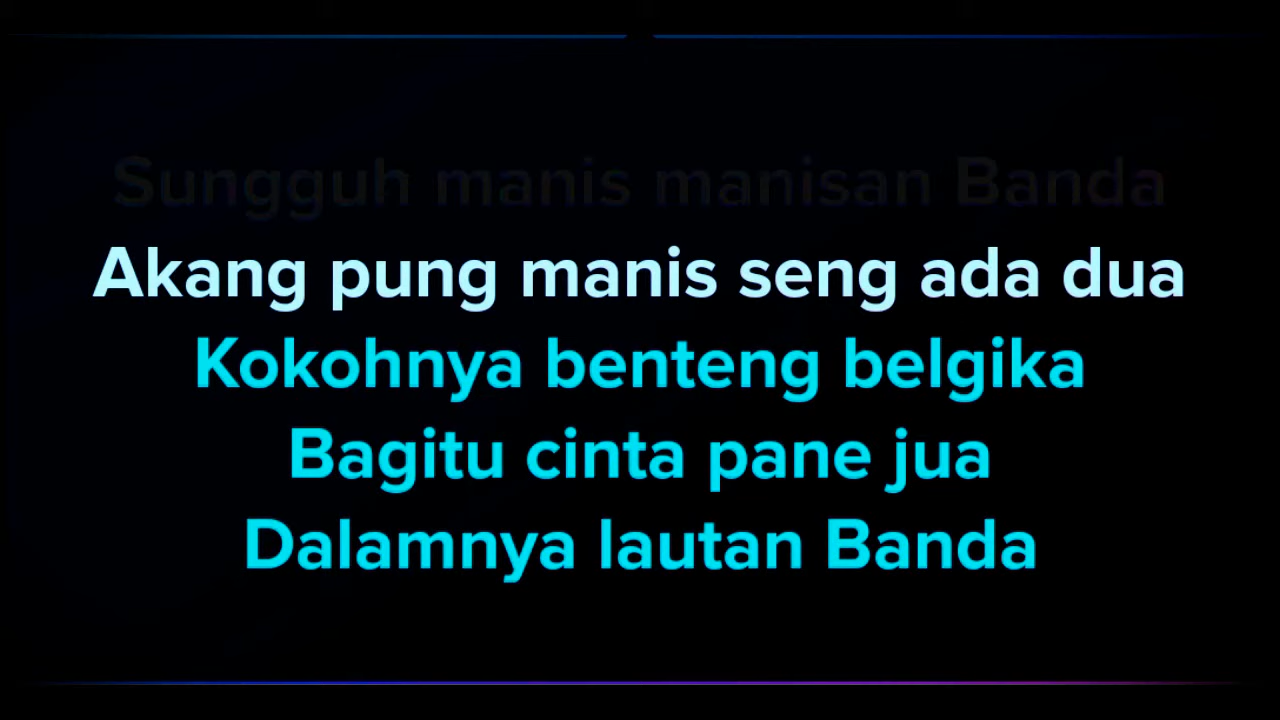 Sungguh manis manisan Banda
Akang pung manis seng ada dua
Kokohnya benteng belgika
Bagitu cinta pane jua
Dalamnya lautan Banda